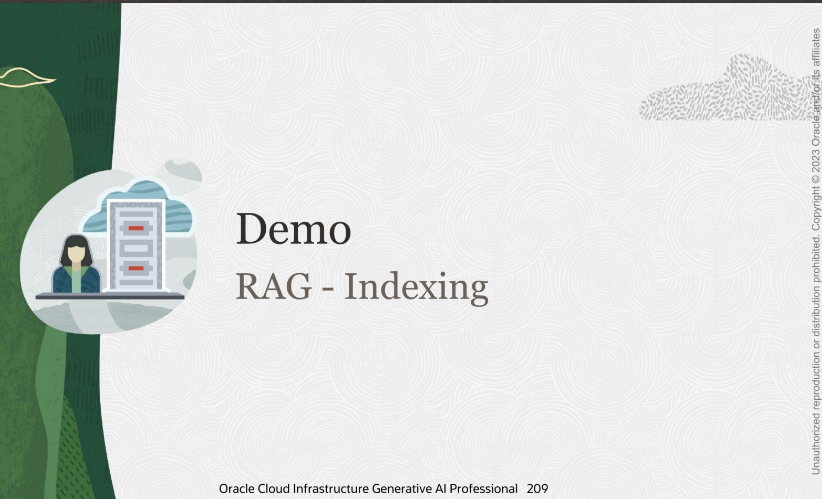 Demo
RAG - Indexing
Oracle Cloud Infrastructure Generative AI Professional 209
Unauthorized reproduction or distribution prohibited. Copyright © 2023 Oracle and/or its affiliates